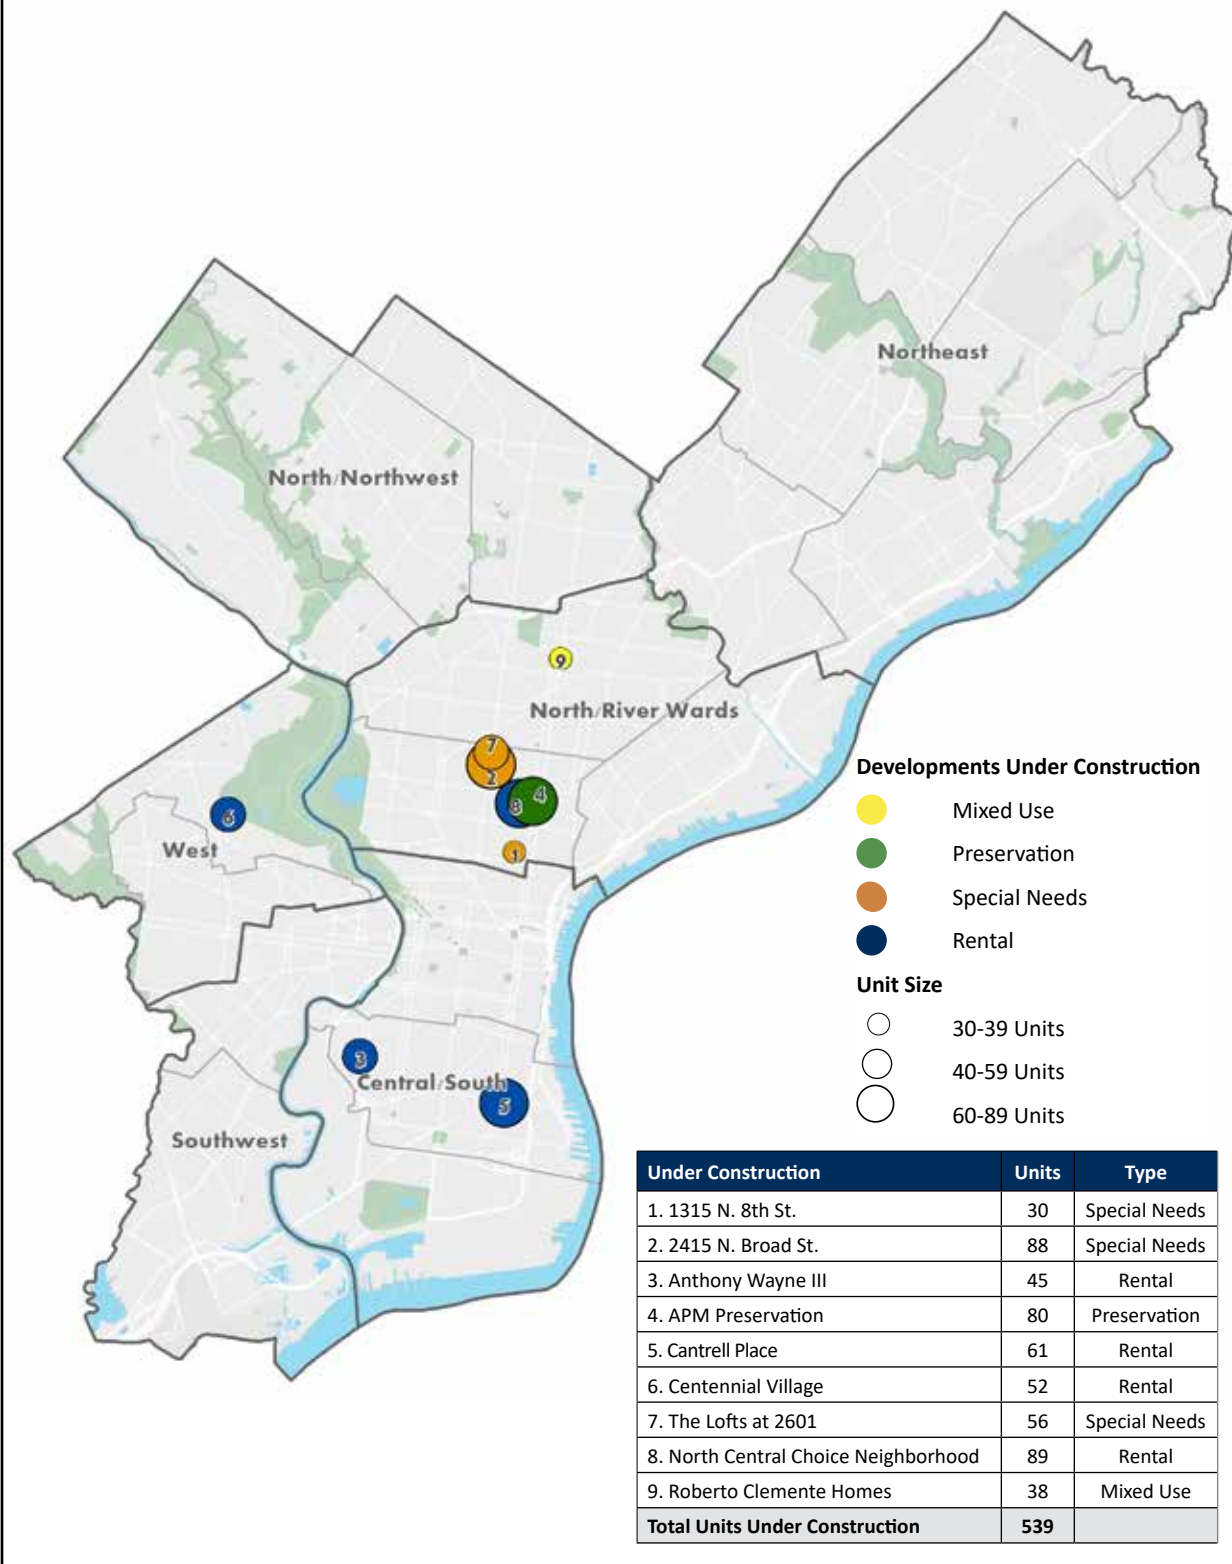 Northeast
North/Northwest
9
North/River Wards
7
2
4
8
6
West
1
3
Central/South
5
Southwest
Developments Under Construction
Mixed Use
Preservation
Special Needs
Rental
Unit Size
30-39 Units
40-59 Units
60-89 Units
Under Construction Units Type
1. 1315 N. 8th St. 30 Special Needs
2. 2415 N. Broad St. 88 Special Needs
3. Anthony Wayne III 45 Rental
4. APM Preservation 80 Preservation
5. Cantrell Place 61 Rental
6. Centennial Village 52 Rental
7. The Lofts at 2601 56 Special Needs
8. North Central Choice Neighborhood 89 Rental
9. Roberto Clemente Homes 38 Mixed Use
Total Units Under Construction 539